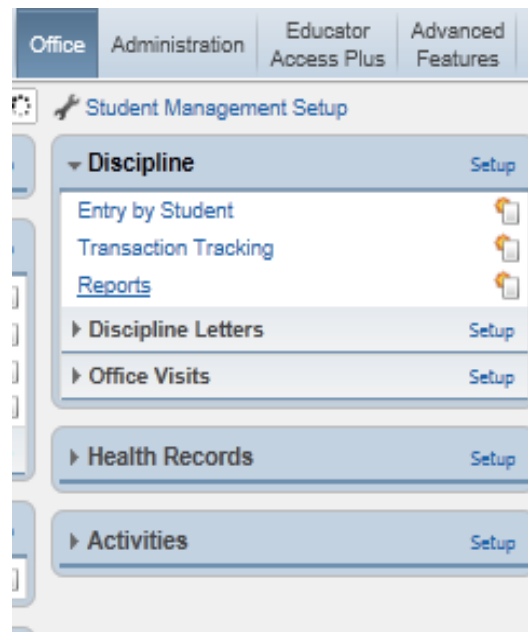 Office
Administration
Educator
Access Plus
Advanced
Features
Student Management Setup
Discipline Setup
Entry by Student
Transaction Tracking
Reports
Discipline Letters Setup
Office Visits Setup
Health Records Setup
Activities Setup